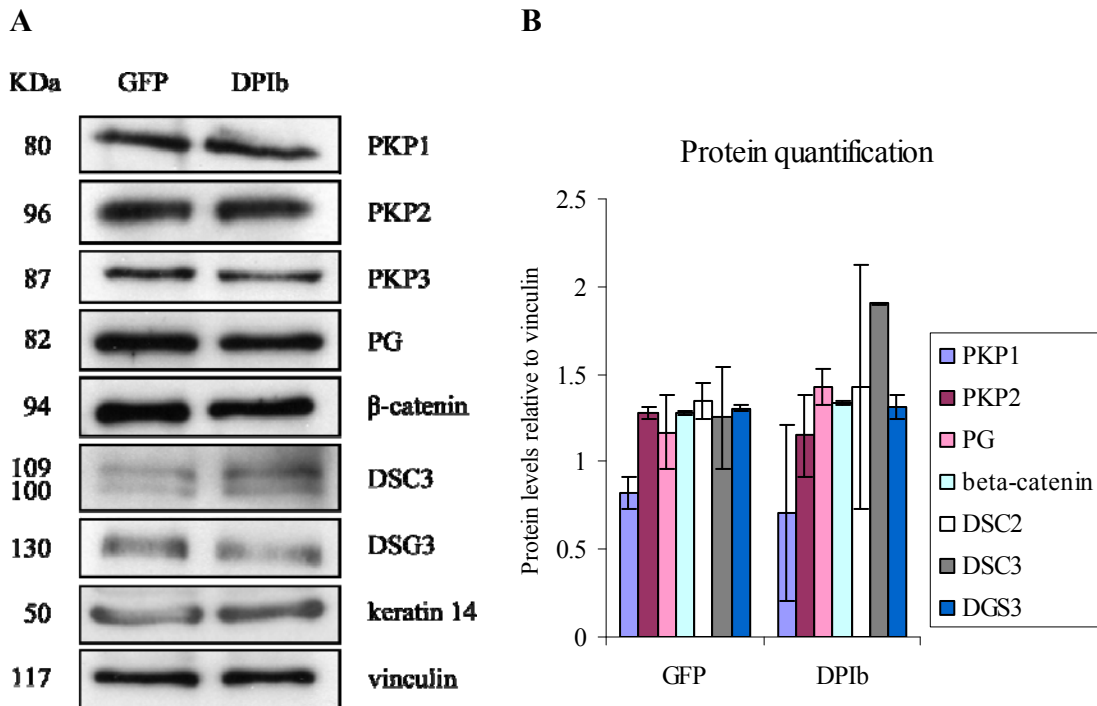 A
KDa GFP DPIb
80 PKP1
96 PKP2
87 PKP3
82 PG
94 β-catenin
109
100 DSC3
130 DSG3
50 keratin 14
117 vinculin
B
Protein quantification
Protein levels relative to vinculin
2.5
2
1.5
1
0.5
0
GFP DPIb
PKP1
PKP2
PG
beta-catenin
DSC2
DSC3
DGS3